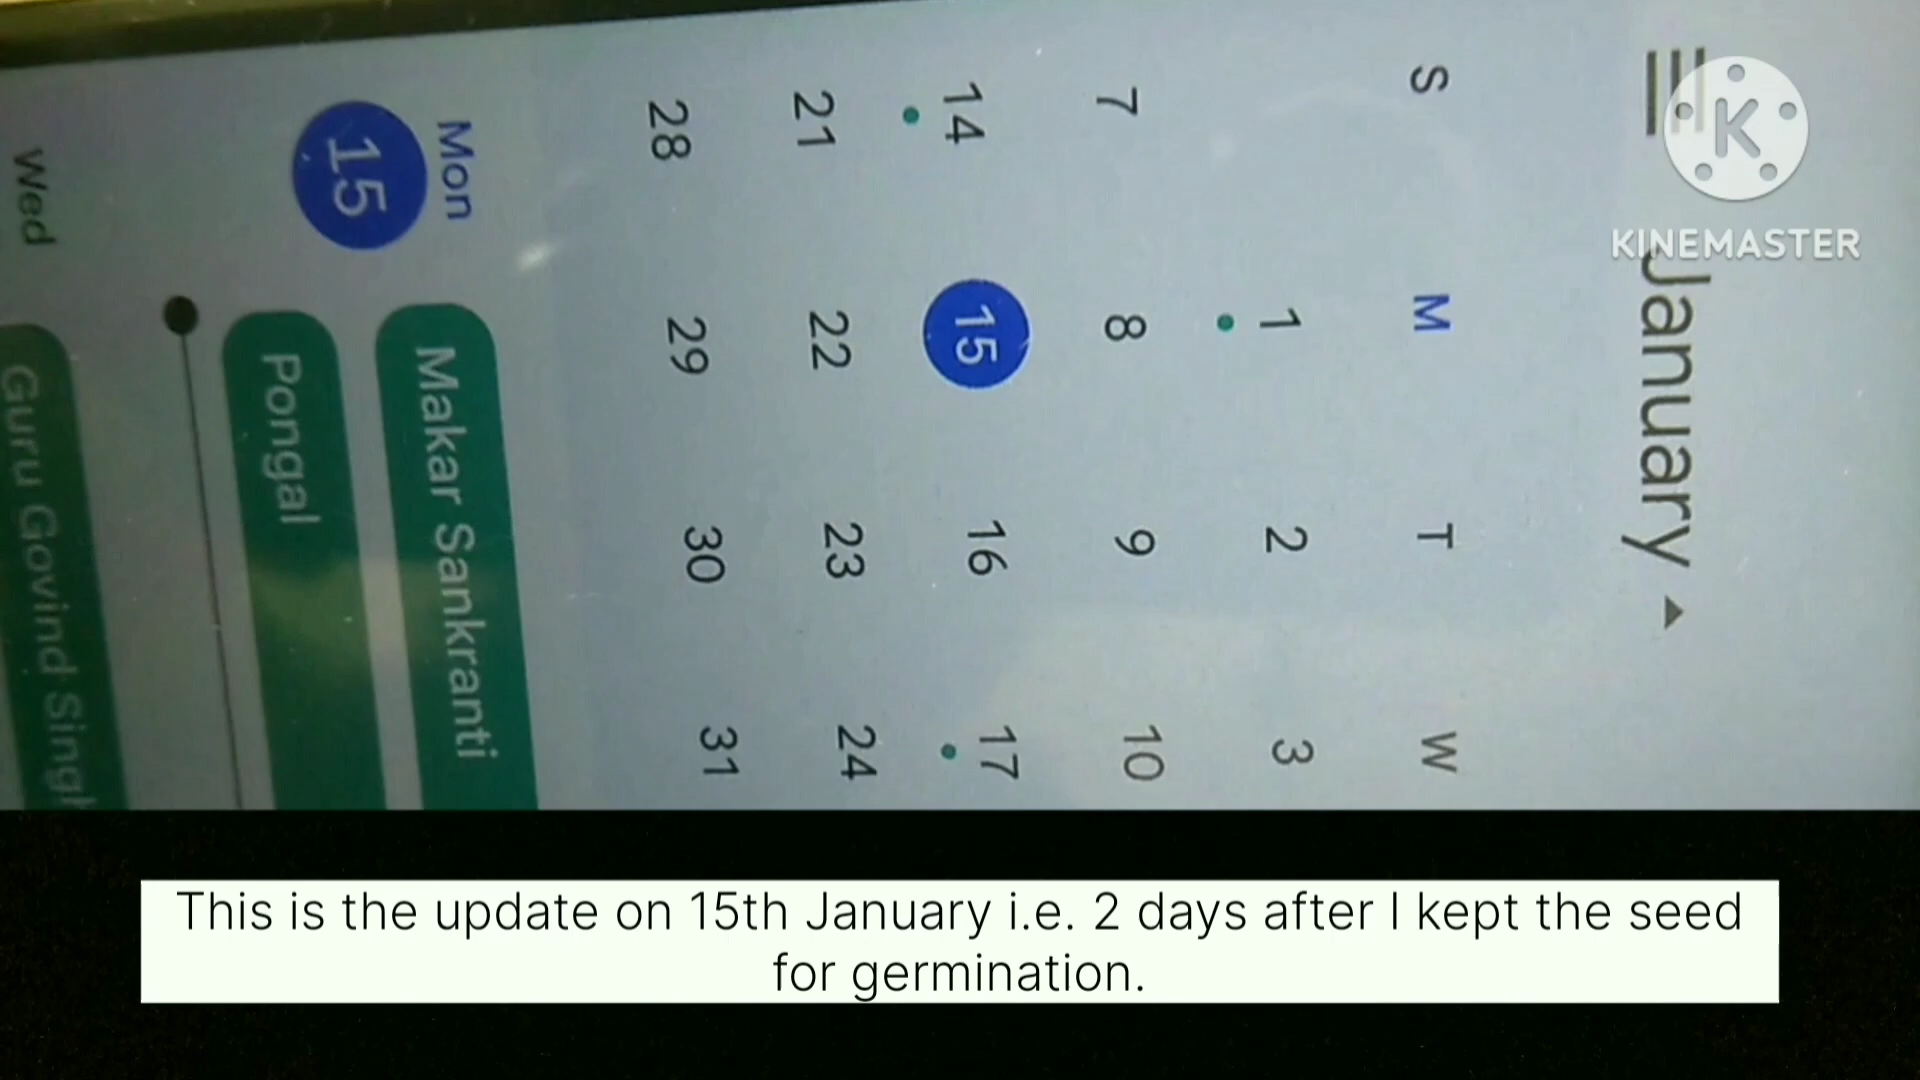 January
S M T W
1 2 3
7 8 9 10
14 15 16 17
21 22 23 24
28 29 30 31
Mon
15
Makar Sankranti
Pongal
Wed
Guru Govind Singh
K
KINEMASTER
This is the update on 15th January i.e. 2 days after I kept the seed
for germination.